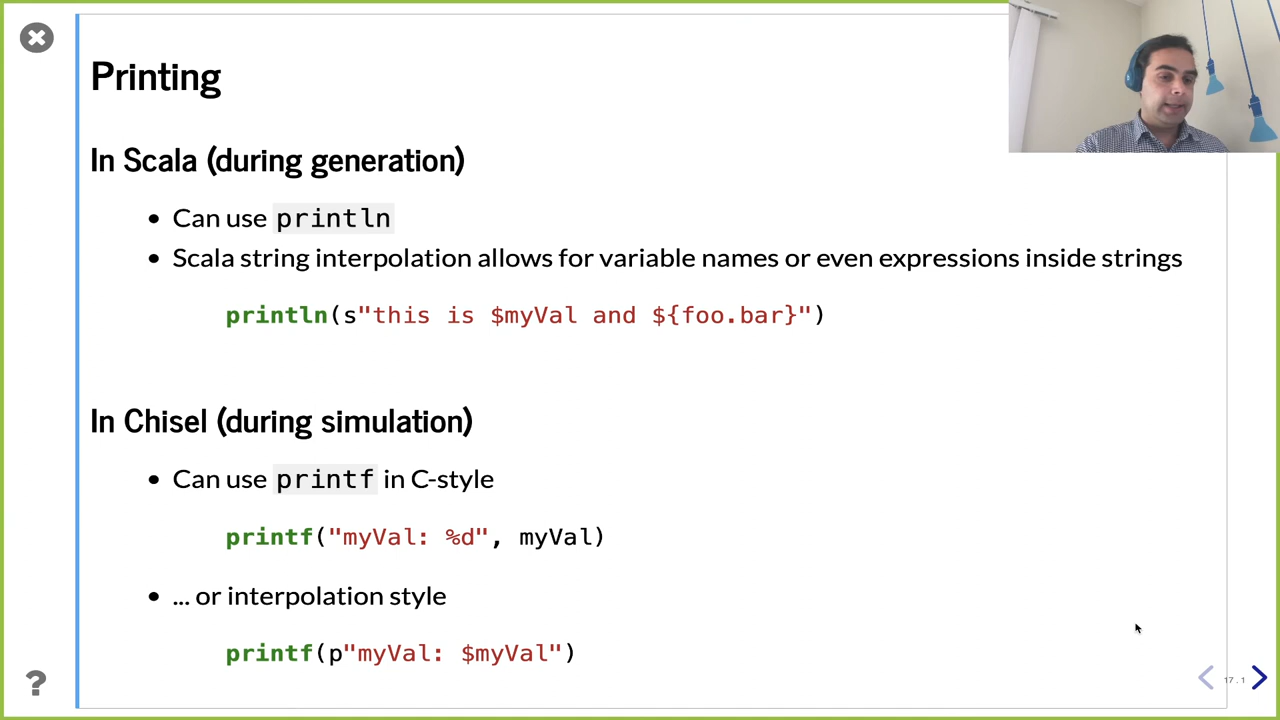 Printing
In Scala (during generation)
• Can use println
• Scala string interpolation allows for variable names or even expressions inside strings
println(s"this is $myVal and ${foo.bar}")
In Chisel (during simulation)
• Can use printf in C-style
printf("myVal: %d", myVal)
• ... or interpolation style
printf(p"myVal: $myVal")
?
17 . 1